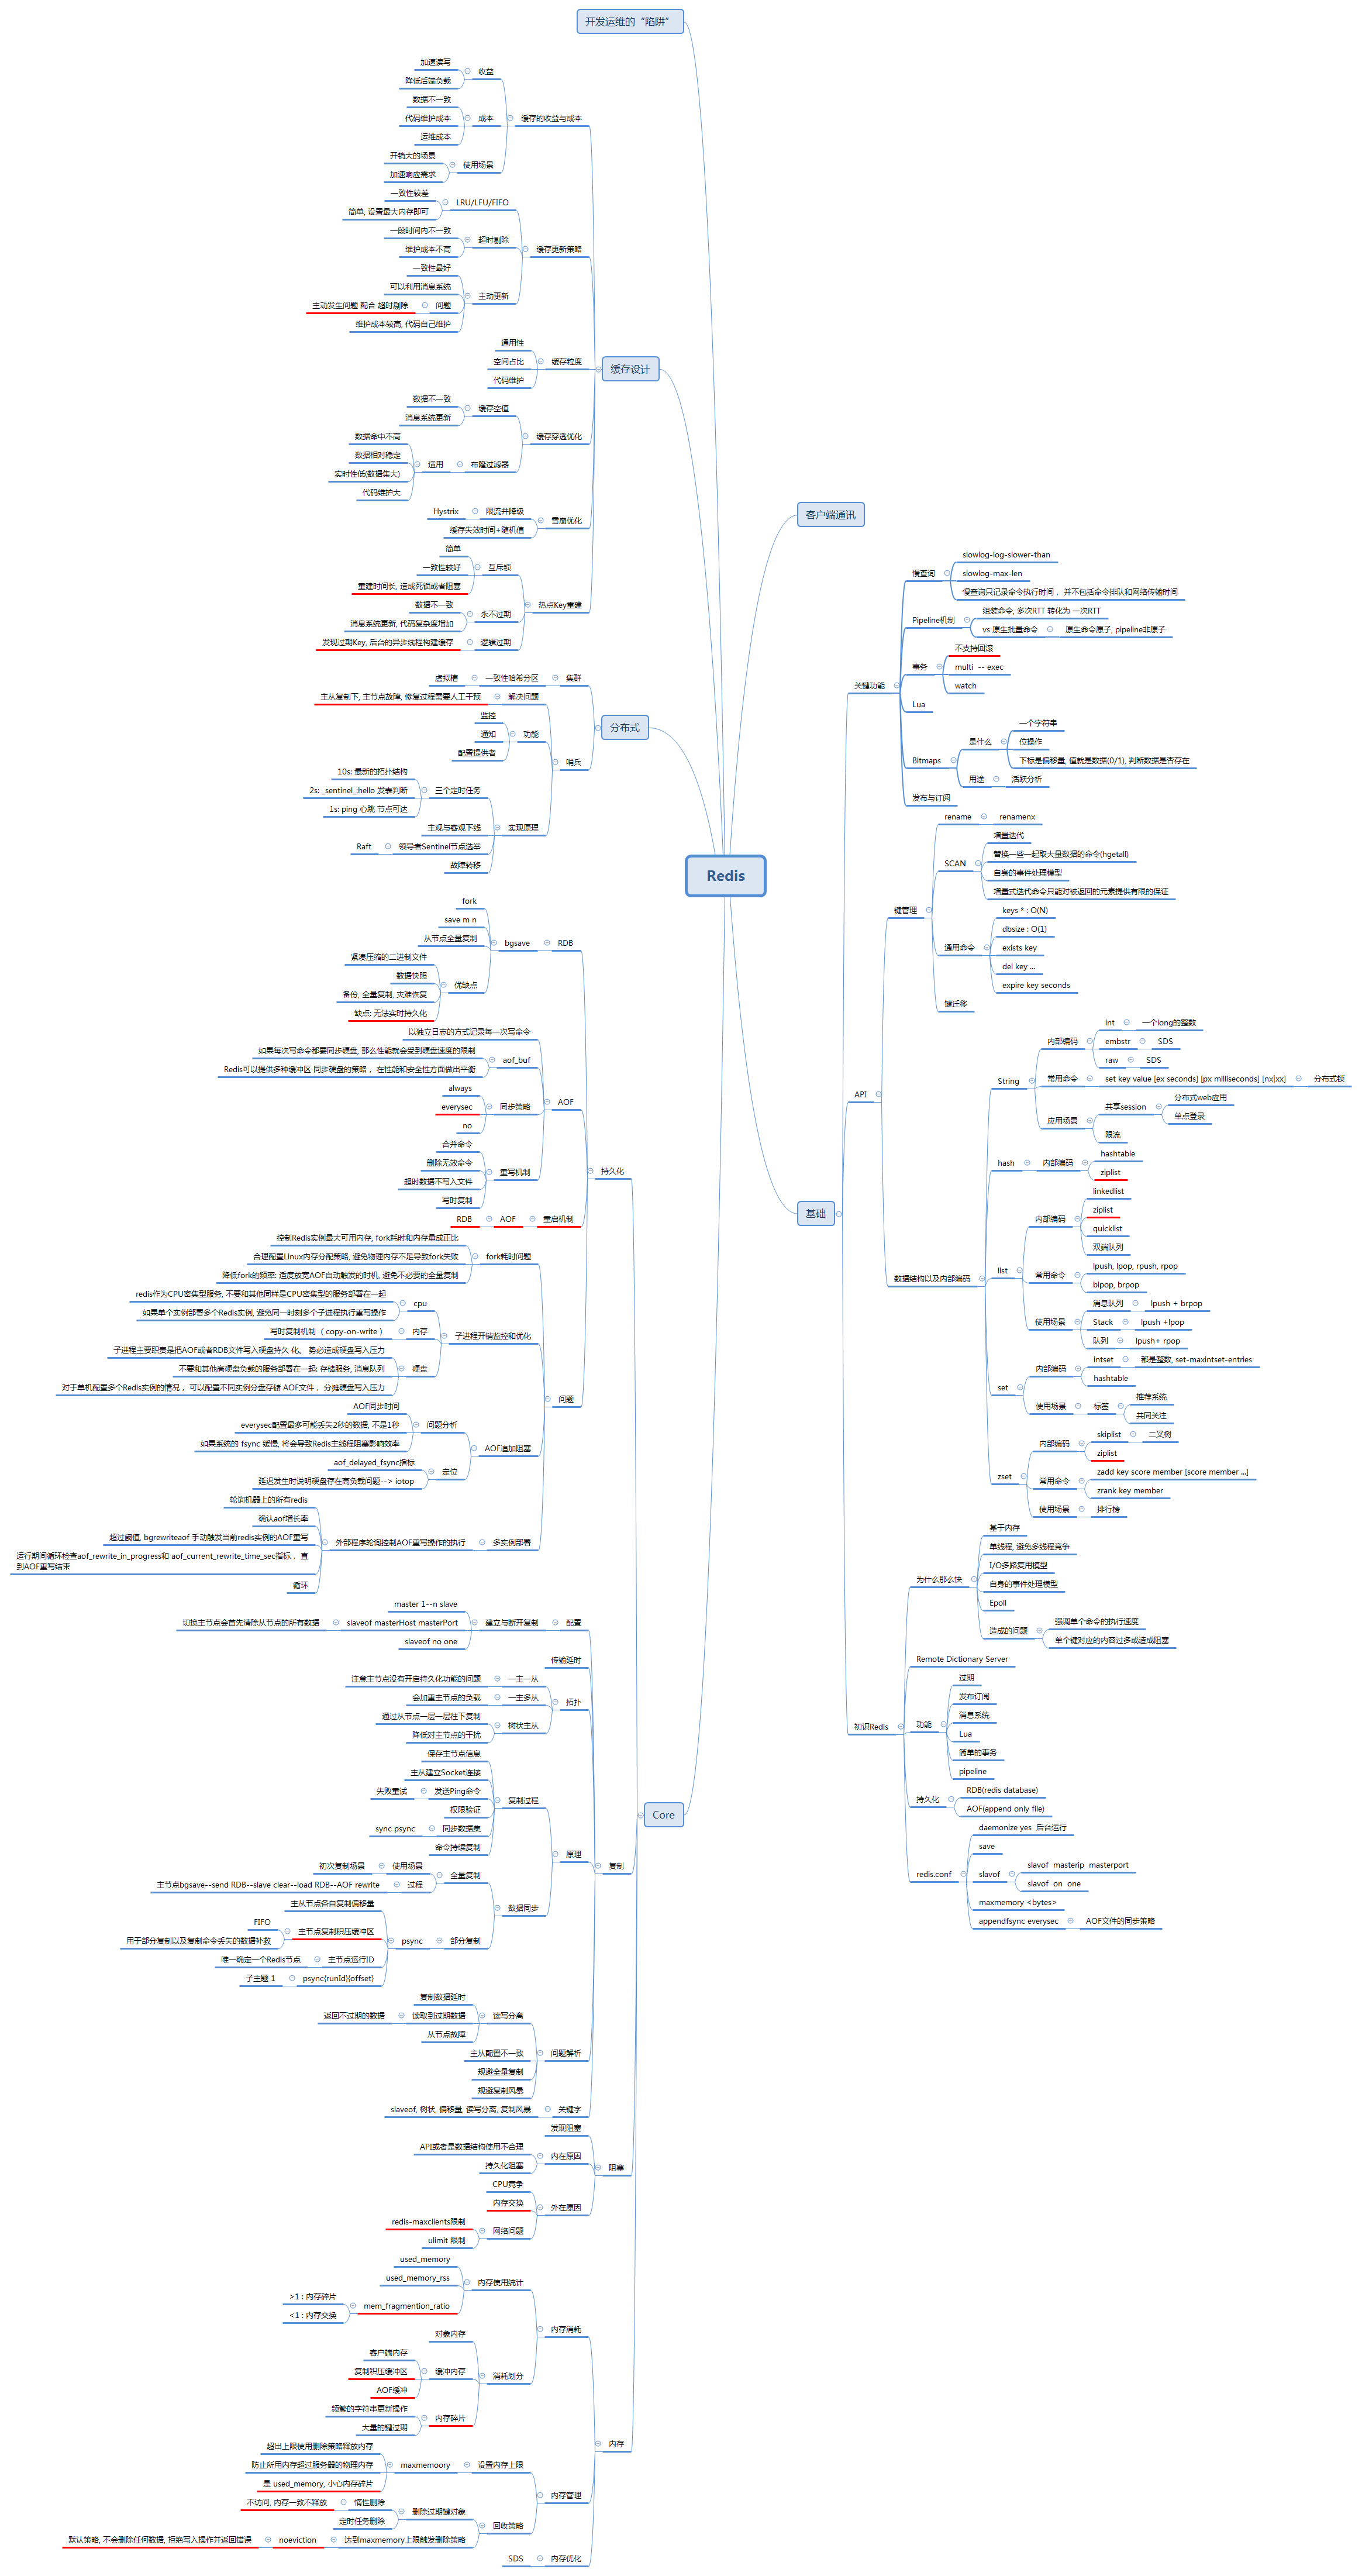 Redis
开发运维的“陷阱”
缓存设计
缓存的收益与成本
收益
加速读写
降低后端负载
成本
数据不一致
代码维护成本
运维成本
使用场景
开销大的场景
加速响应需求
缓存更新策略
LRU/LFU/FIFO
一致性较差
简单, 设置最大内存即可
超时剔除
一段时间内不一致
维护成本不高
主动更新
一致性最好
可以利用消息系统
问题
主动发生问题 配合 超时剔除
维护成本较高, 代码自己维护
缓存粒度
通用性
空间占比
代码维护
缓存穿透优化
缓存空值
数据不一致
消息系统更新
布隆过滤器
适用
数据命中不高
数据相对稳定
实时性低(数据集大)
代码维护大
雪崩优化
限流并降级
Hystrix
缓存失效时间+随机值
热点Key重建
互斥锁
简单
一致性较好
重建时间长, 造成死锁或者阻塞
永不过期
数据不一致
消息系统更新, 代码复杂度增加
逻辑过期
发现过期Key, 后台的异步线程构建缓存
分布式
集群
一致性哈希分区
虚拟槽
哨兵
解决问题
主从复制下, 主节点故障, 修复过程需要人工干预
功能
监控
通知
配置提供者
实现原理
三个定时任务
10s: 最新的拓扑结构
2s: _sentinel_:hello 发表判断
1s: ping 心跳 节点可达
主观与客观下线
领导者Sentinel节点选举
Raft
故障转移
Core
持久化
RDB
bgsave
fork
save m n
从节点全量复制
优缺点
紧凑压缩的二进制文件
数据快照
备份, 全量复制, 灾难恢复
缺点: 无法实时持久化
AOF
以独立日志的方式记录每一次写命令
aof_buf
如果每次写命令都要同步硬盘, 那么性能就会受到硬盘速度的限制
Redis可以提供多种缓冲区 同步硬盘的策略 ， 在性能和安全性方面做出平衡
同步策略
always
everysec
no
重写机制
合并命令
删除无效命令
超时数据不写入文件
写时复制
重启机制
AOF
RDB
问题
fork耗时问题
控制Redis实例最大可用内存, fork耗时和内存量成正比
合理配置Linux内存分配策略, 避免物理内存不足导致fork失败
降低fork的频率: 适度放宽AOF自动触发的时机, 避免不必要的全量复制
子进程开销监控和优化
cpu
redis作为CPU密集型服务, 不要和其他同样是CPU密集型的服务部署在一起
如果单个实例部署多个Redis实例, 避免同一时刻多个子进程执行重写操作
内存
写时复制机制 （ copy-on-write ）
硬盘
子进程主要职责是把AOF或者RDB文件写入硬盘持久 化。 势必造成硬盘写入压力
不要和其他高硬盘负载的服务部署在一起: 存储服务, 消息队列
对于单机配置多个Redis实例的情况 ， 可以配置不同实例分盘存储 AOF文件 ， 分摊硬盘写入压力
AOF追加阻塞
问题分析
AOF同步时间
everysec配置最多可能丢失2秒的数据, 不是1秒
如果系统的 fsync 缓慢, 将会导致Redis主线程阻塞影响效率
定位
aof_delayed_fsync指标
延迟发生时说明硬盘存在高负载问题--> iotop
多实例部署
外部程序轮询控制AOF重写操作的执行
轮询机器上的所有redis
确认aof增长率
超过阈值, bgrewriteaof 手动触发当前redis实例的AOF重写
运行期间循环检查aof_rewrite_in_progress和 aof_current_rewrite_time_sec指标 ， 直
到AOF重写结束
循环
复制
配置
建立与断开复制
master 1--n slave
slaveof masterHost masterPort
切换主节点会首先清除从节点的所有数据
slaveof no one
传输延时
拓扑
一主一从
注意主节点没有开启持久化功能的问题
一主多从
会加重主节点的负载
树状主从
通过从节点一层一层往下复制
降低对主节点的干扰
原理
复制过程
保存主节点信息
主从建立Socket连接
发送Ping命令
失败重试
权限验证
同步数据集
sync psync
命令持续复制
数据同步
全量复制
使用场景
初次复制场景
过程
主节点bgsave--send RDB--slave clear--load RDB--AOF rewrite
部分复制
psync
主从节点各自复制偏移量
主节点复制积压缓冲区
FIFO
用于部分复制以及复制命令丢失的数据补救
主节点运行ID
唯一确定一个Redis节点
psync{runId}{offset}
子主题 1
问题解析
读写分离
复制数据延时
读取到过期数据
返回不过期的数据
从节点故障
主从配置不一致
规避全量复制
规避复制风暴
关键字
slaveof, 树状, 偏移量, 读写分离, 复制风暴
阻塞
发现阻塞
内在原因
API或者是数据结构使用不合理
持久化阻塞
外在原因
CPU竞争
内存交换
网络问题
redis-maxclients限制
ulimit 限制
内存
内存消耗
内存使用统计
used_memory
used_memory_rss
mem_fragmention_ratio
>1 : 内存碎片
<1 : 内存交换
消耗划分
对象内存
缓冲内存
客户端内存
复制积压缓冲区
AOF缓冲
内存碎片
频繁的字符串更新操作
大量的键过期
内存管理
设置内存上限
maxmemoory
超出上限使用删除策略释放内存
防止所用内存超过服务器的物理内存
是 used_memory, 小心内存碎片
回收策略
删除过期键对象
惰性删除
不访问, 内存一致不释放
定时任务删除
达到maxmemory上限触发删除策略
noeviction
默认策略, 不会删除任何数据, 拒绝写入操作并返回错误
内存优化
SDS
客户端通讯
基础
关键功能
慢查询
slowlog-log-slower-than
slowlog-max-len
慢查询只记录命令执行时间 ， 并不包括命令排队和网络传输时间
Pipeline机制
组装命令, 多次RTT 转化为 一次RTT
vs 原生批量命令
原生命令原子, pipeline非原子
事务
不支持回滚
multi -- exec
watch
Lua
Bitmaps
是什么
一个字符串
位操作
下标是偏移量, 值就是数据(0/1), 判断数据是否存在
用途
活跃分析
发布与订阅
API
键管理
rename
renamenx
SCAN
增量迭代
替换一些一起取大量数据的命令(hgetall)
自身的事件处理模型
增量式迭代命令只能对被返回的元素提供有限的保证
通用命令
keys * : O(N)
dbsize : O(1)
exists key
del key ...
expire key seconds
键迁移
数据结构以及内部编码
String
内部编码
int
一个long的整数
embstr
SDS
raw
SDS
常用命令
set key value [ex seconds] [px milliseconds] [nx|xx]
分布式锁
应用场景
共享session
分布式web应用
单点登录
限流
hash
内部编码
hashtable
ziplist
list
内部编码
linkedlist
ziplist
quicklist
双端队列
常用命令
lpush, lpop, rpush, rpop
blpop, brpop
使用场景
消息队列
lpush + brpop
Stack
lpush +lpop
队列
lpush+ rpop
set
内部编码
intset
都是整数, set-maxintset-entries
hashtable
使用场景
标签
推荐系统
共同关注
zset
内部编码
skiplist
二叉树
ziplist
常用命令
zadd key score member [score member ...]
zrank key member
使用场景
排行榜
初识Redis
为什么那么快
基于内存
单线程, 避免多线程竞争
I/O多路复用模型
自身的事件处理模型
Epoll
造成的问题
强调单个命令的执行速度
单个键对应的内容过多或造成阻塞
Remote Dictionary Server
功能
过期
发布订阅
消息系统
Lua
简单的事务
pipeline
持久化
RDB(redis database)
AOF(append only file)
redis.conf
daemonize yes 后台运行
save
slavof
slavof masterip masterport
slavof on one
maxmemory <bytes>
appendfsync everysec
AOF文件的同步策略